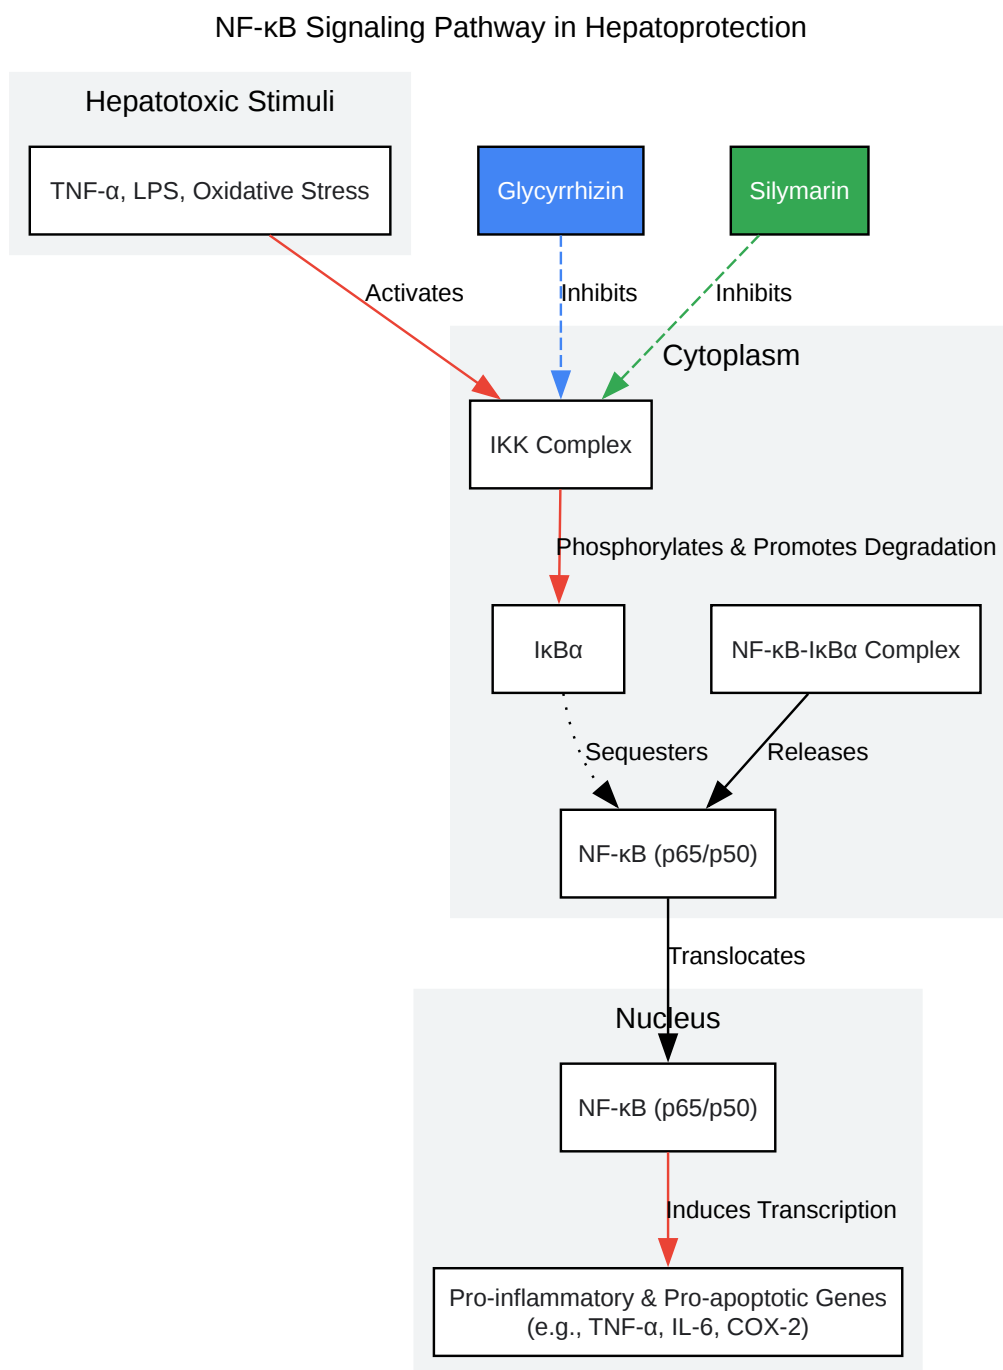 NF-κB Signaling Pathway in Hepatoprotection
Hepatotoxic Stimuli
TNF-α, LPS, Oxidative Stress
Glycyrrhizin
Silymarin
Activates
Inhibits
Inhibits
Cytoplasm
IKK Complex
Phosphorylates & Promotes Degradation
IκBα
NF-κB-IκBα Complex
Sequesters
Releases
NF-κB (p65/p50)
Translocates
Nucleus
NF-κB (p65/p50)
Induces Transcription
Pro-inflammatory & Pro-apoptotic Genes
(e.g., TNF-α, IL-6, COX-2)